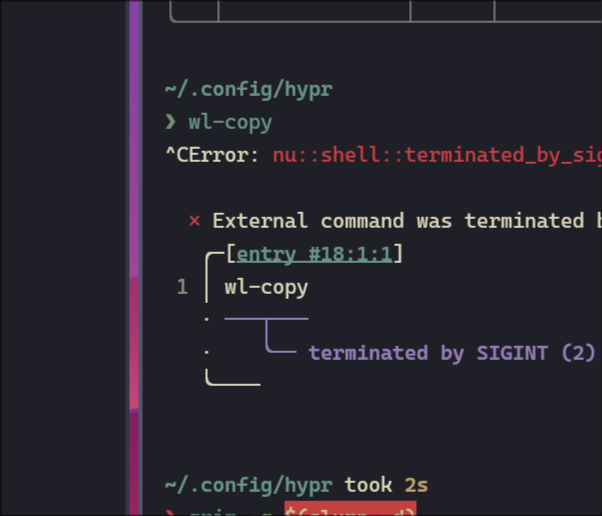 ~/.config/hypr
❯ wl-copy
^CError: nu::shell::terminated_by_sig
× External command was terminated b
[entry #18:1:1]
1 wl-copy
terminated by SIGINT (2)
~/.config/hypr took 2s